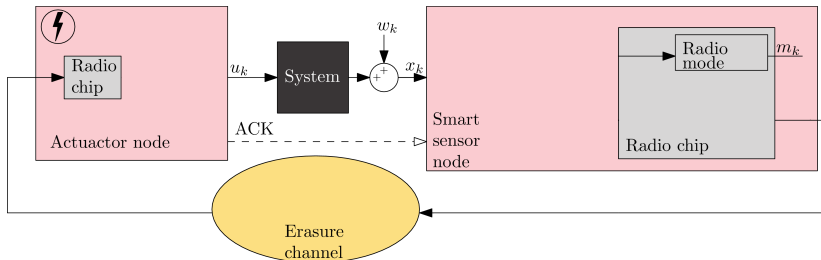 w_k
Radio
chip
u_k
System
+
+
x_k
Radio
mode
m_k
ACK
Actuactor node
Smart
sensor
node
Radio chip
Erasure
channel